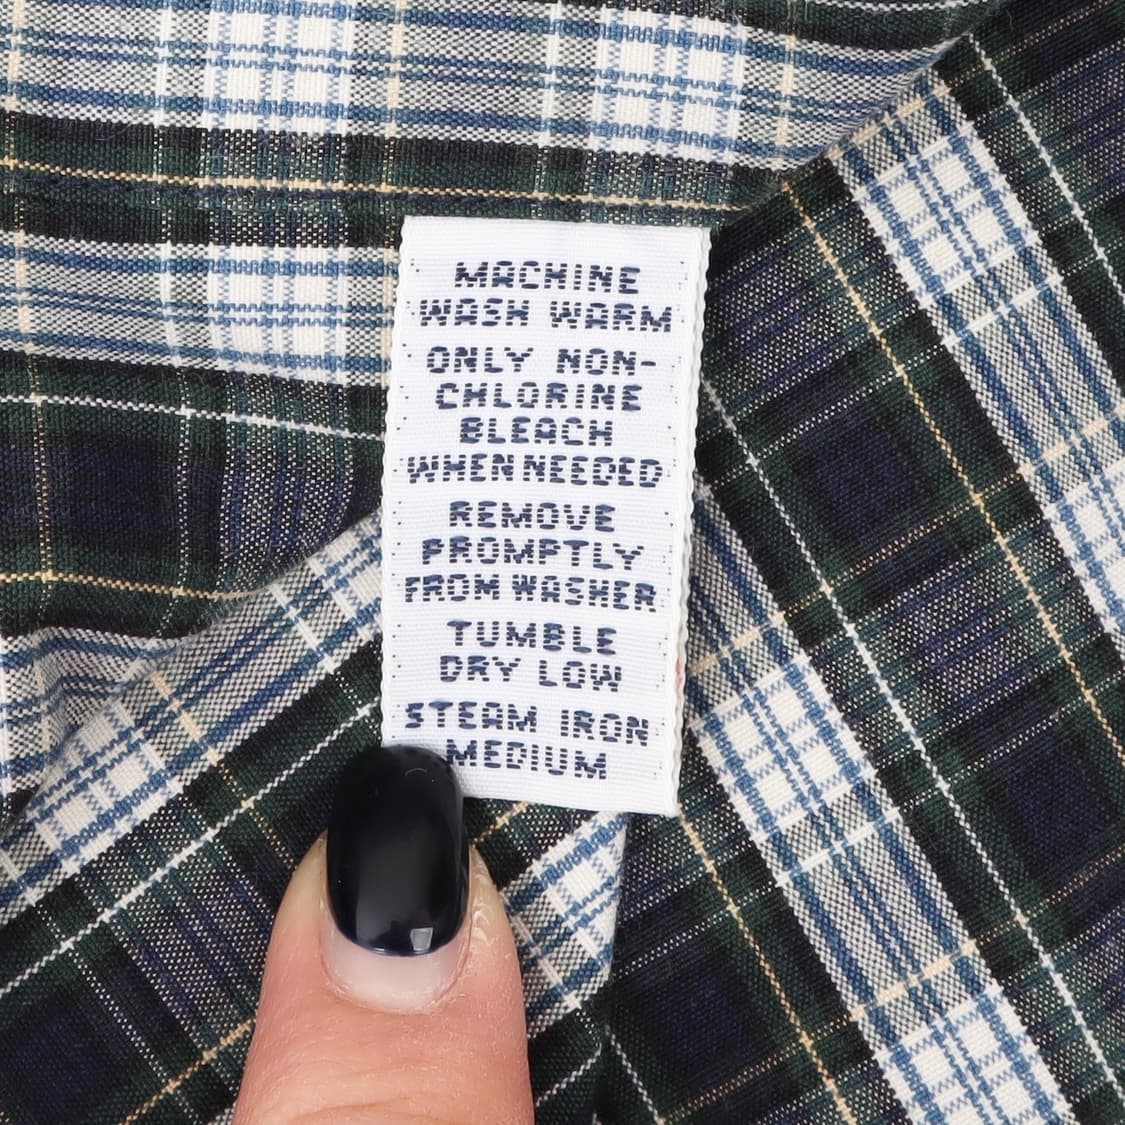 MACHINE
WASH WARM
ONLY NON-
CHLORINE
BLEACH
WHEN NEEDED
REMOVE
PROMPTLY
FROM WASHER
TUMBLE
DRY LOW
STEAM IRON
MEDIUM